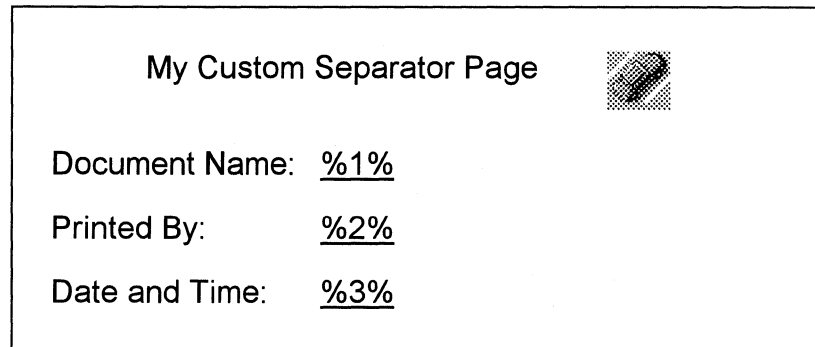 My Custom Separator Page
Document Name: %1%
Printed By: %2%
Date and Time: %3%